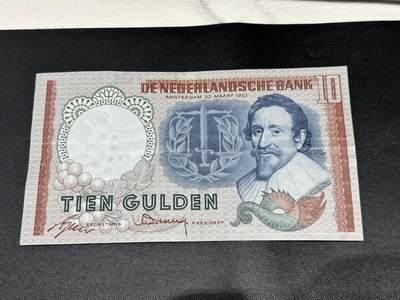 DE NEDERLANDSCHE BANK
10
AMSTERDAM 23 MAART 1953
TIEN GULDEN
SECRETARIS
PRESIDENT